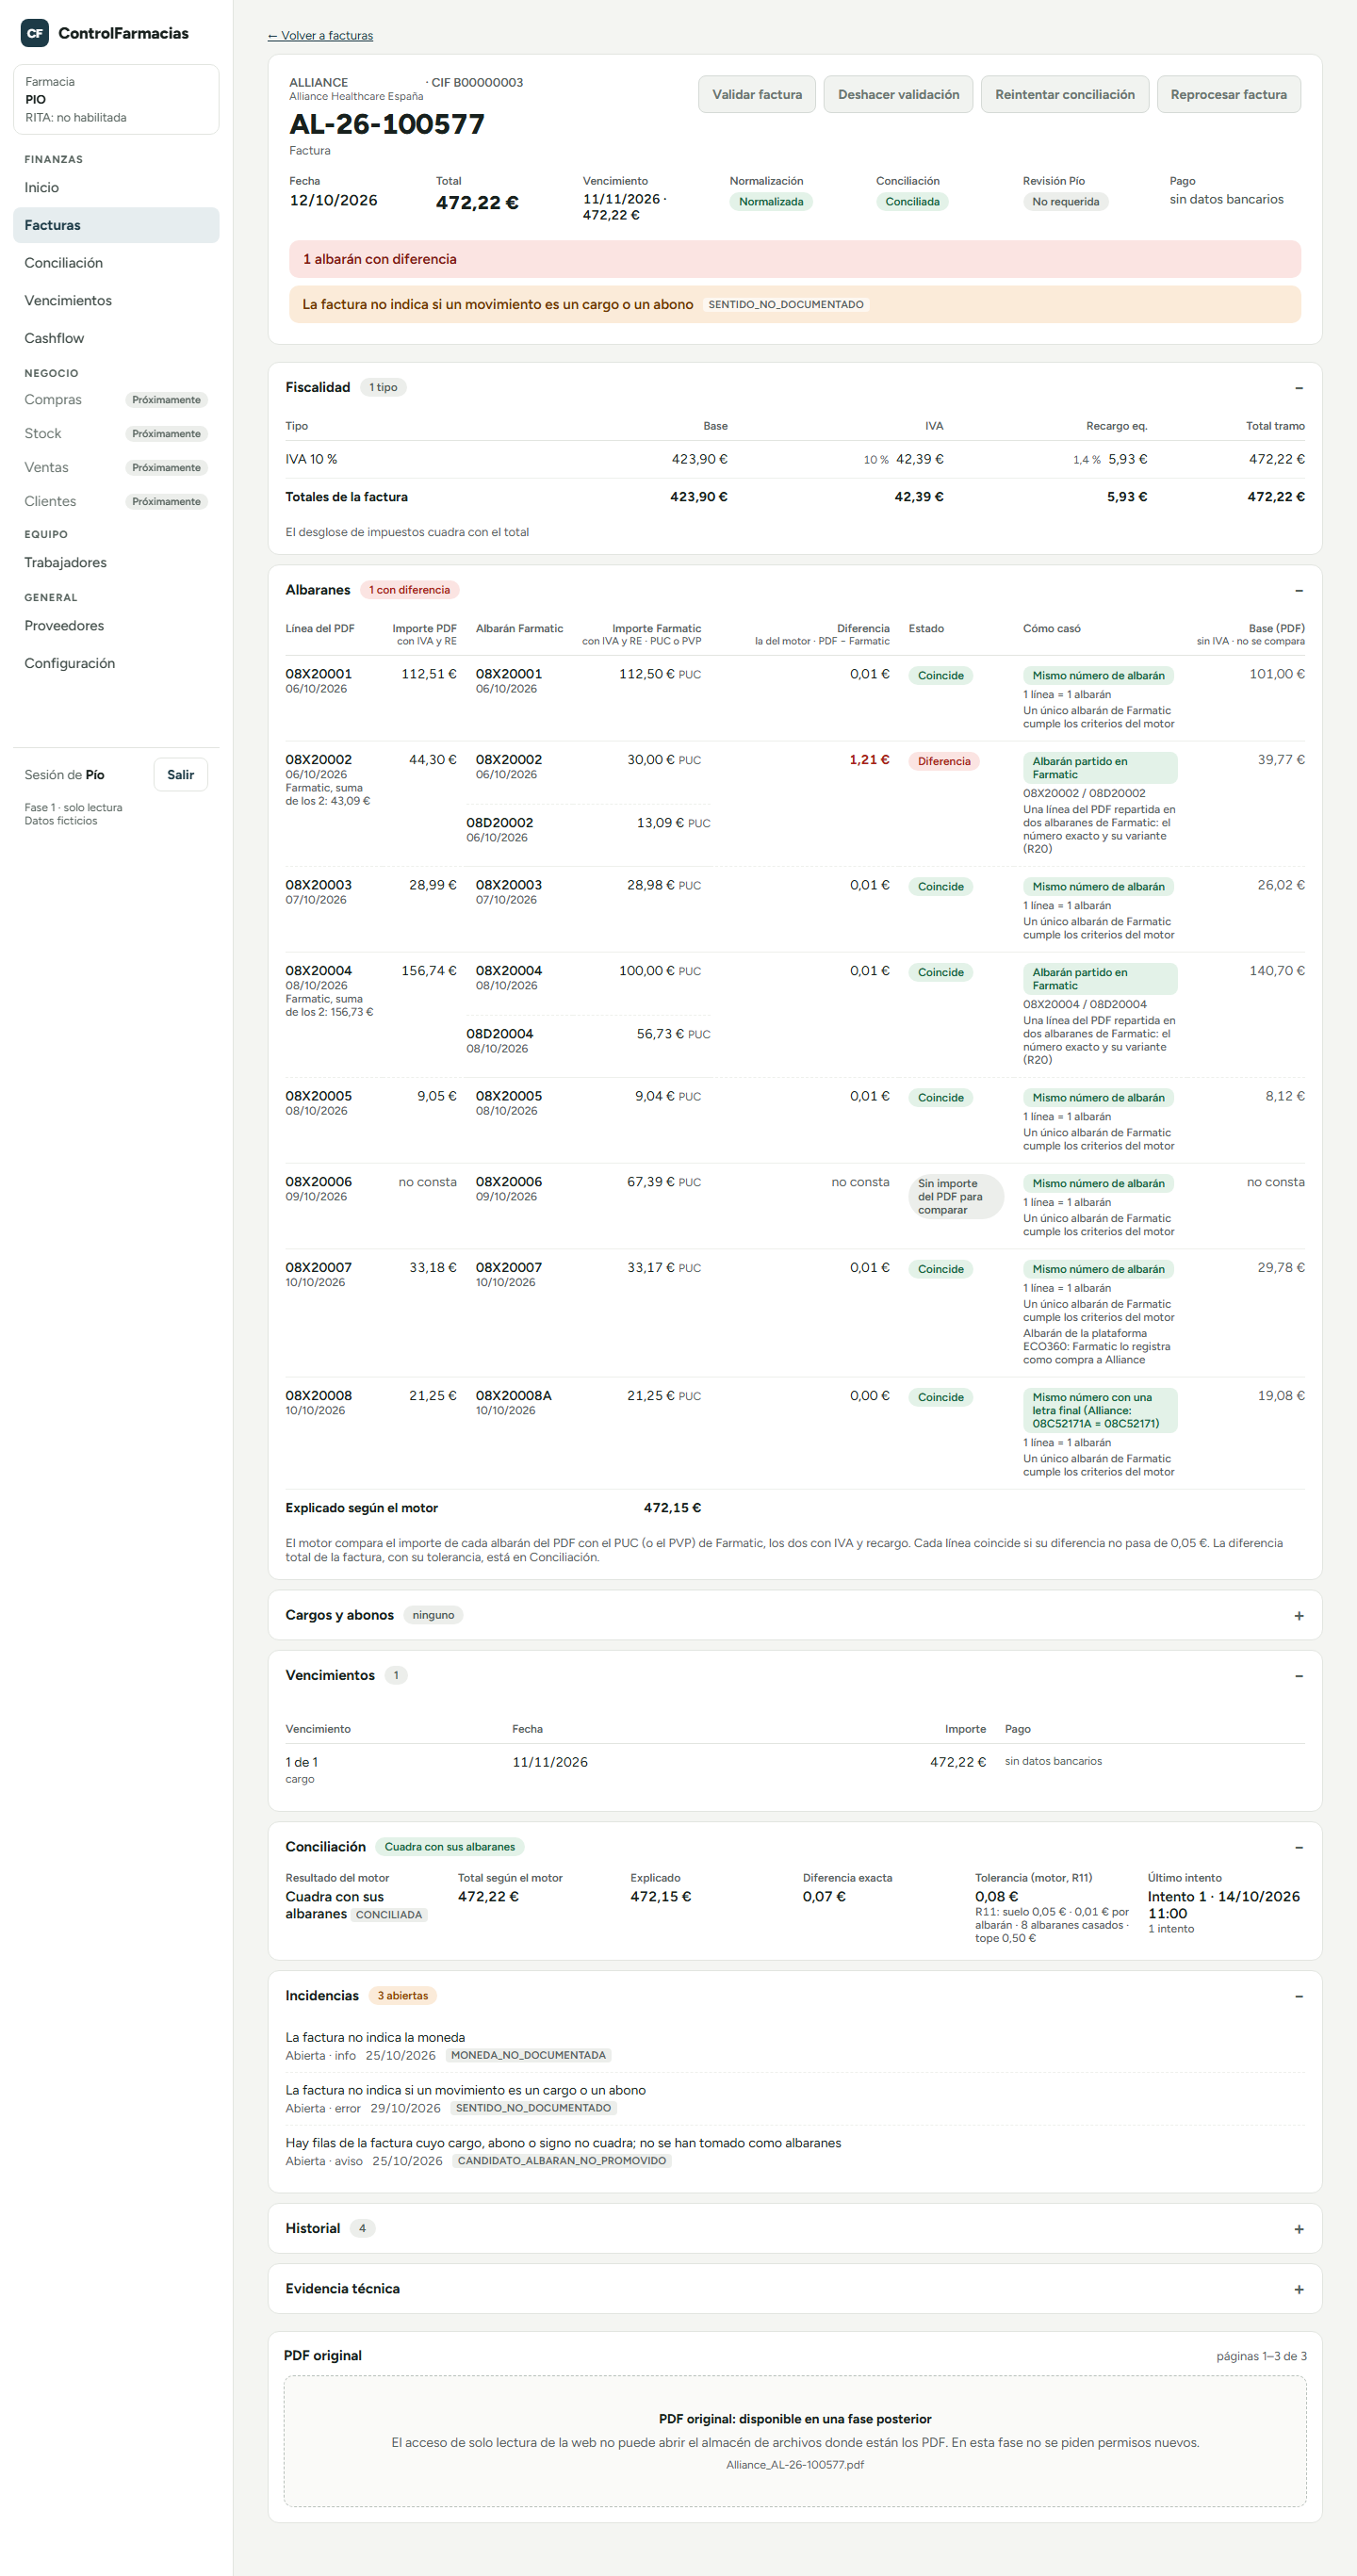 CF ControlFarmacias
Farmacia
PIO
RITA: no habilitada
FINANZAS
Inicio
Facturas
Conciliación
Vencimientos
Cashflow
NEGOCIO
Compras Próximamente
Stock Próximamente
Ventas Próximamente
Clientes Próximamente
EQUIPO
Trabajadores
GENERAL
Proveedores
Configuración
Sesión de Pío Salir
Fase 1 · solo lectura
Datos ficticios
← Volver a facturas
ALLIANCE · CIF B00000003
Alliance Healthcare España
AL-26-100577
Factura
Validar factura Deshacer validación Reintentar conciliación Reprocesar factura
Fecha Total Vencimiento Normalización Conciliación Revisión Pío Pago
12/10/2026 472,22 € 11/11/2026 · Normalizada Conciliada No requerida sin datos bancarios
472,22 €
1 albarán con diferencia
La factura no indica si un movimiento es un cargo o un abono SENTIDO_NO_DOCUMENTADO
Fiscalidad 1 tipo −
Tipo Base IVA Recargo eq. Total tramo
IVA 10 % 423,90 € 10 % 42,39 € 1,4 % 5,93 € 472,22 €
Totales de la factura 423,90 € 42,39 € 5,93 € 472,22 €
El desglose de impuestos cuadra con el total
Albaranes 1 con diferencia −
Línea del PDF Importe PDF Albarán Farmatic Importe Farmatic Diferencia Estado Cómo casó Base (PDF)
con IVA y RE con IVA y RE · PUC o PVP la del motor · PDF − Farmatic sin IVA · no se compara
08X20001 112,51 € 08X20001 112,50 € PUC 0,01 € Coincide Mismo número de albarán 101,00 €
06/10/2026 06/10/2026 1 línea = 1 albarán
Un único albarán de Farmatic
cumple los criterios del motor
08X20002 44,30 € 08X20002 30,00 € PUC 1,21 € Diferencia Albarán partido en 39,77 €
Farmatic
06/10/2026 06/10/2026 08X20002 / 08D20002
Farmatic, suma
de los 2: 43,09 €
Una línea del PDF repartida en
dos albaranes de Farmatic: el
número exacto y su variante
(R20)
08D20002 13,09 € PUC
06/10/2026
08X20003 28,99 € 08X20003 28,98 € PUC 0,01 € Coincide Mismo número de albarán 26,02 €
07/10/2026 07/10/2026 1 línea = 1 albarán
Un único albarán de Farmatic
cumple los criterios del motor
08X20004 156,74 € 08X20004 100,00 € PUC 0,01 € Coincide Albarán partido en 140,70 €
Farmatic
08/10/2026 08/10/2026 08X20004 / 08D20004
Farmatic, suma
de los 2: 156,73 €
Una línea del PDF repartida en
dos albaranes de Farmatic: el
número exacto y su variante
(R20)
08D20004 56,73 € PUC
08/10/2026
08X20005 9,05 € 08X20005 9,04 € PUC 0,01 € Coincide Mismo número de albarán 8,12 €
08/10/2026 08/10/2026 1 línea = 1 albarán
Un único albarán de Farmatic
cumple los criterios del motor
08X20006 no consta 08X20006 67,39 € PUC no consta Sin importe Mismo número de albarán no consta
09/10/2026 09/10/2026 del PDF para 1 línea = 1 albarán
comparar Un único albarán de Farmatic
cumple los criterios del motor
08X20007 33,18 € 08X20007 33,17 € PUC 0,01 € Coincide Mismo número de albarán 29,78 €
10/10/2026 10/10/2026 1 línea = 1 albarán
Un único albarán de Farmatic
cumple los criterios del motor
Albarán de la plataforma
ECO360: Farmatic lo registra
como compra a Alliance
08X20008 21,25 € 08X20008A 21,25 € PUC 0,00 € Coincide Mismo número con una 19,08 €
10/10/2026 10/10/2026 letra final (Alliance:
08C52171A = 08C52171)
1 línea = 1 albarán
Un único albarán de Farmatic
cumple los criterios del motor
Explicado según el motor 472,15 €
El motor compara el importe de cada albarán del PDF con el PUC (o el PVP) de Farmatic, los dos con IVA y recargo. Cada línea coincide si su diferencia no pasa de 0,05 €. La diferencia
total de la factura, con su tolerancia, está en Conciliación.
Cargos y abonos ninguno +
Vencimientos 1 −
Vencimiento Fecha Importe Pago
1 de 1 11/11/2026 472,22 € sin datos bancarios
cargo
Conciliación Cuadra con sus albaranes −
Resultado del motor Total según el motor Explicado Diferencia exacta Tolerancia (motor, R11) Último intento
Cuadra con sus 472,22 € 472,15 € 0,07 € 0,08 € Intento 1 · 14/10/2026
albaranes CONCILIADA R11: suelo 0,05 € · 0,01 € por 11:00
albarán · 8 albaranes casados · 1 intento
tope 0,50 €
Incidencias 3 abiertas −
La factura no indica la moneda
Abierta · info 25/10/2026 MONEDA_NO_DOCUMENTADA
La factura no indica si un movimiento es un cargo o un abono
Abierta · error 29/10/2026 SENTIDO_NO_DOCUMENTADO
Hay filas de la factura cuyo cargo, abono o signo no cuadra; no se han tomado como albaranes
Abierta · aviso 25/10/2026 CANDIDATO_ALBARAN_NO_PROMOVIDO
Historial 4 +
Evidencia técnica +
PDF original páginas 1–3 de 3
PDF original: disponible en una fase posterior
El acceso de solo lectura de la web no puede abrir el almacén de archivos donde están los PDF. En esta fase no se piden permisos nuevos.
Alliance_AL-26-100577.pdf